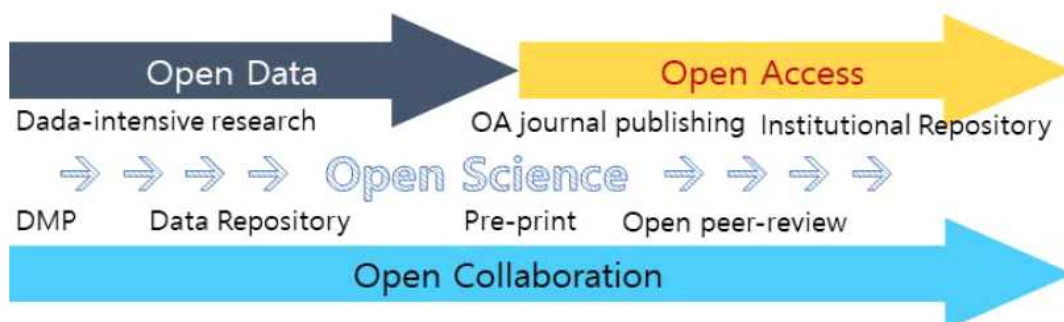 Open Data Open Access
Dada-intensive research OA journal publishing Institutional Repository
Open Science
DMP Data Repository Pre-print Open peer-review
Open Collaboration